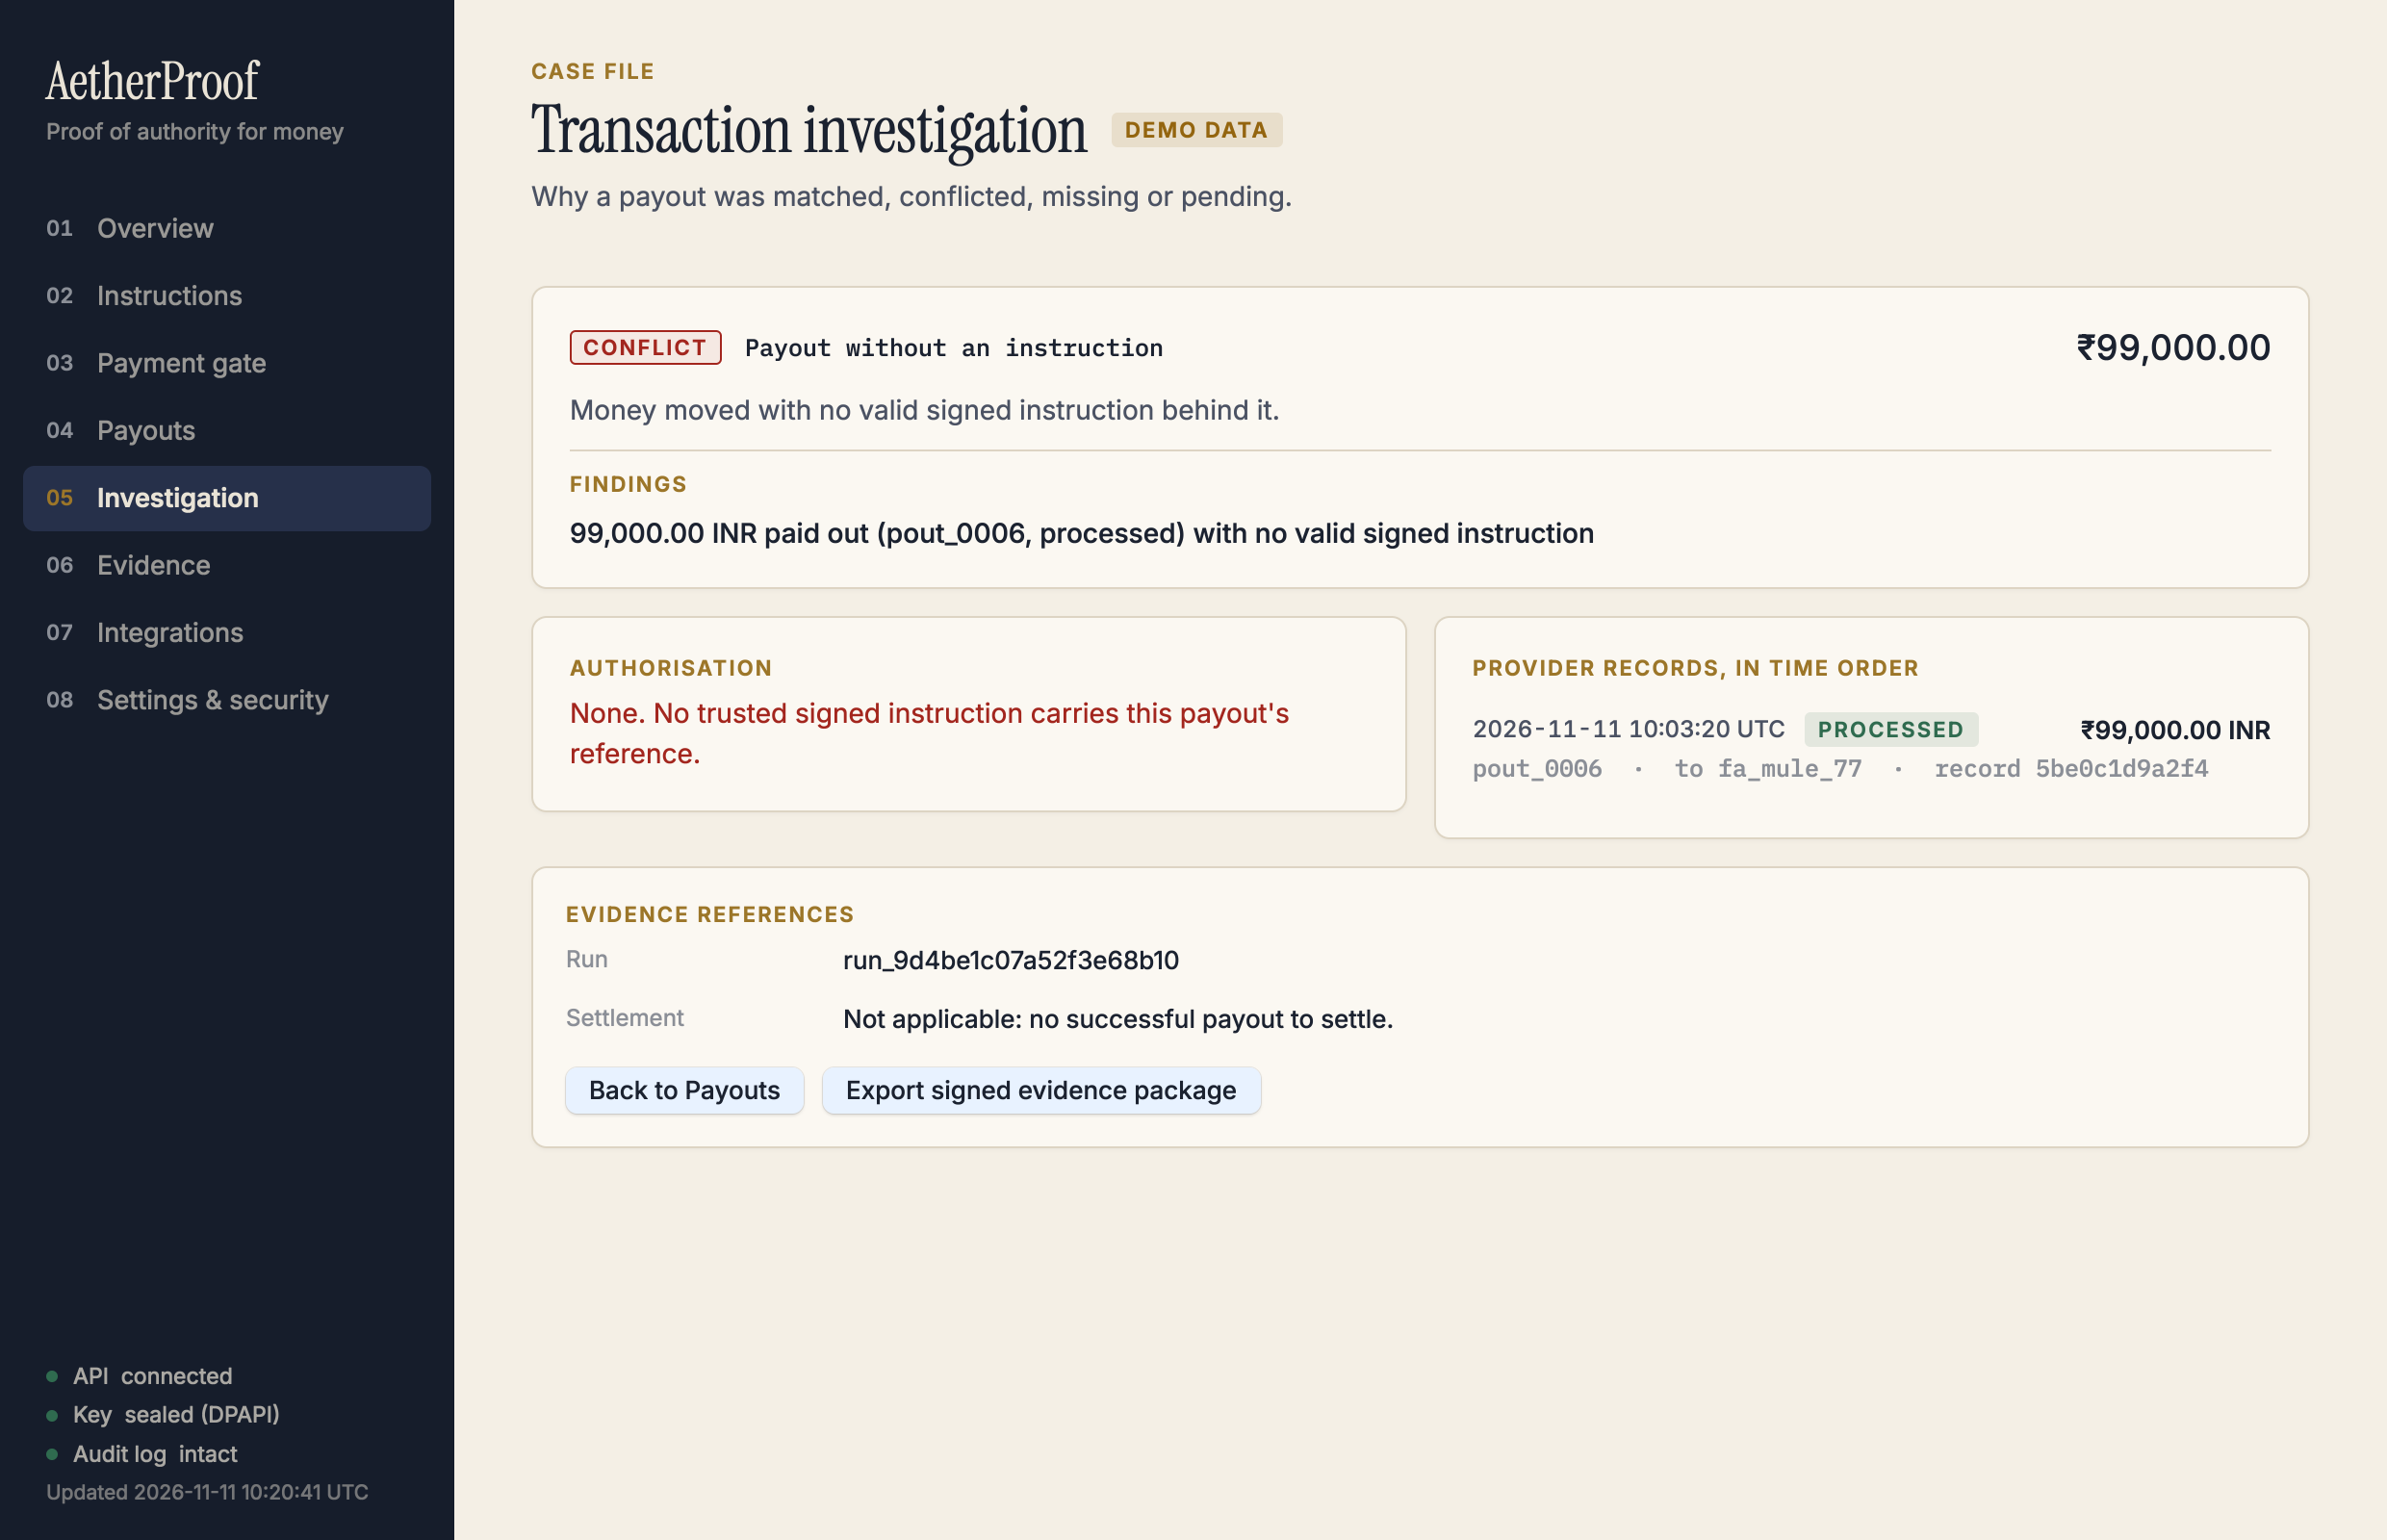 AetherProof
Proof of authority for money
01 Overview
02 Instructions
03 Payment gate
04 Payouts
05 Investigation
06 Evidence
07 Integrations
08 Settings & security
API connected
Key sealed (DPAPI)
Audit log intact
Updated 2026-11-11 10:20:41 UTC
CASE FILE
Transaction investigation DEMO DATA
Why a payout was matched, conflicted, missing or pending.
CONFLICT Payout without an instruction ₹99,000.00
Money moved with no valid signed instruction behind it.
FINDINGS
99,000.00 INR paid out (pout_0006, processed) with no valid signed instruction
AUTHORISATION
None. No trusted signed instruction carries this payout's
reference.
PROVIDER RECORDS, IN TIME ORDER
2026-11-11 10:03:20 UTC PROCESSED ₹99,000.00 INR
pout_0006 · to fa_mule_77 · record 5be0c1d9a2f4
EVIDENCE REFERENCES
Run run_9d4be1c07a52f3e68b10
Settlement Not applicable: no successful payout to settle.
Back to Payouts Export signed evidence package